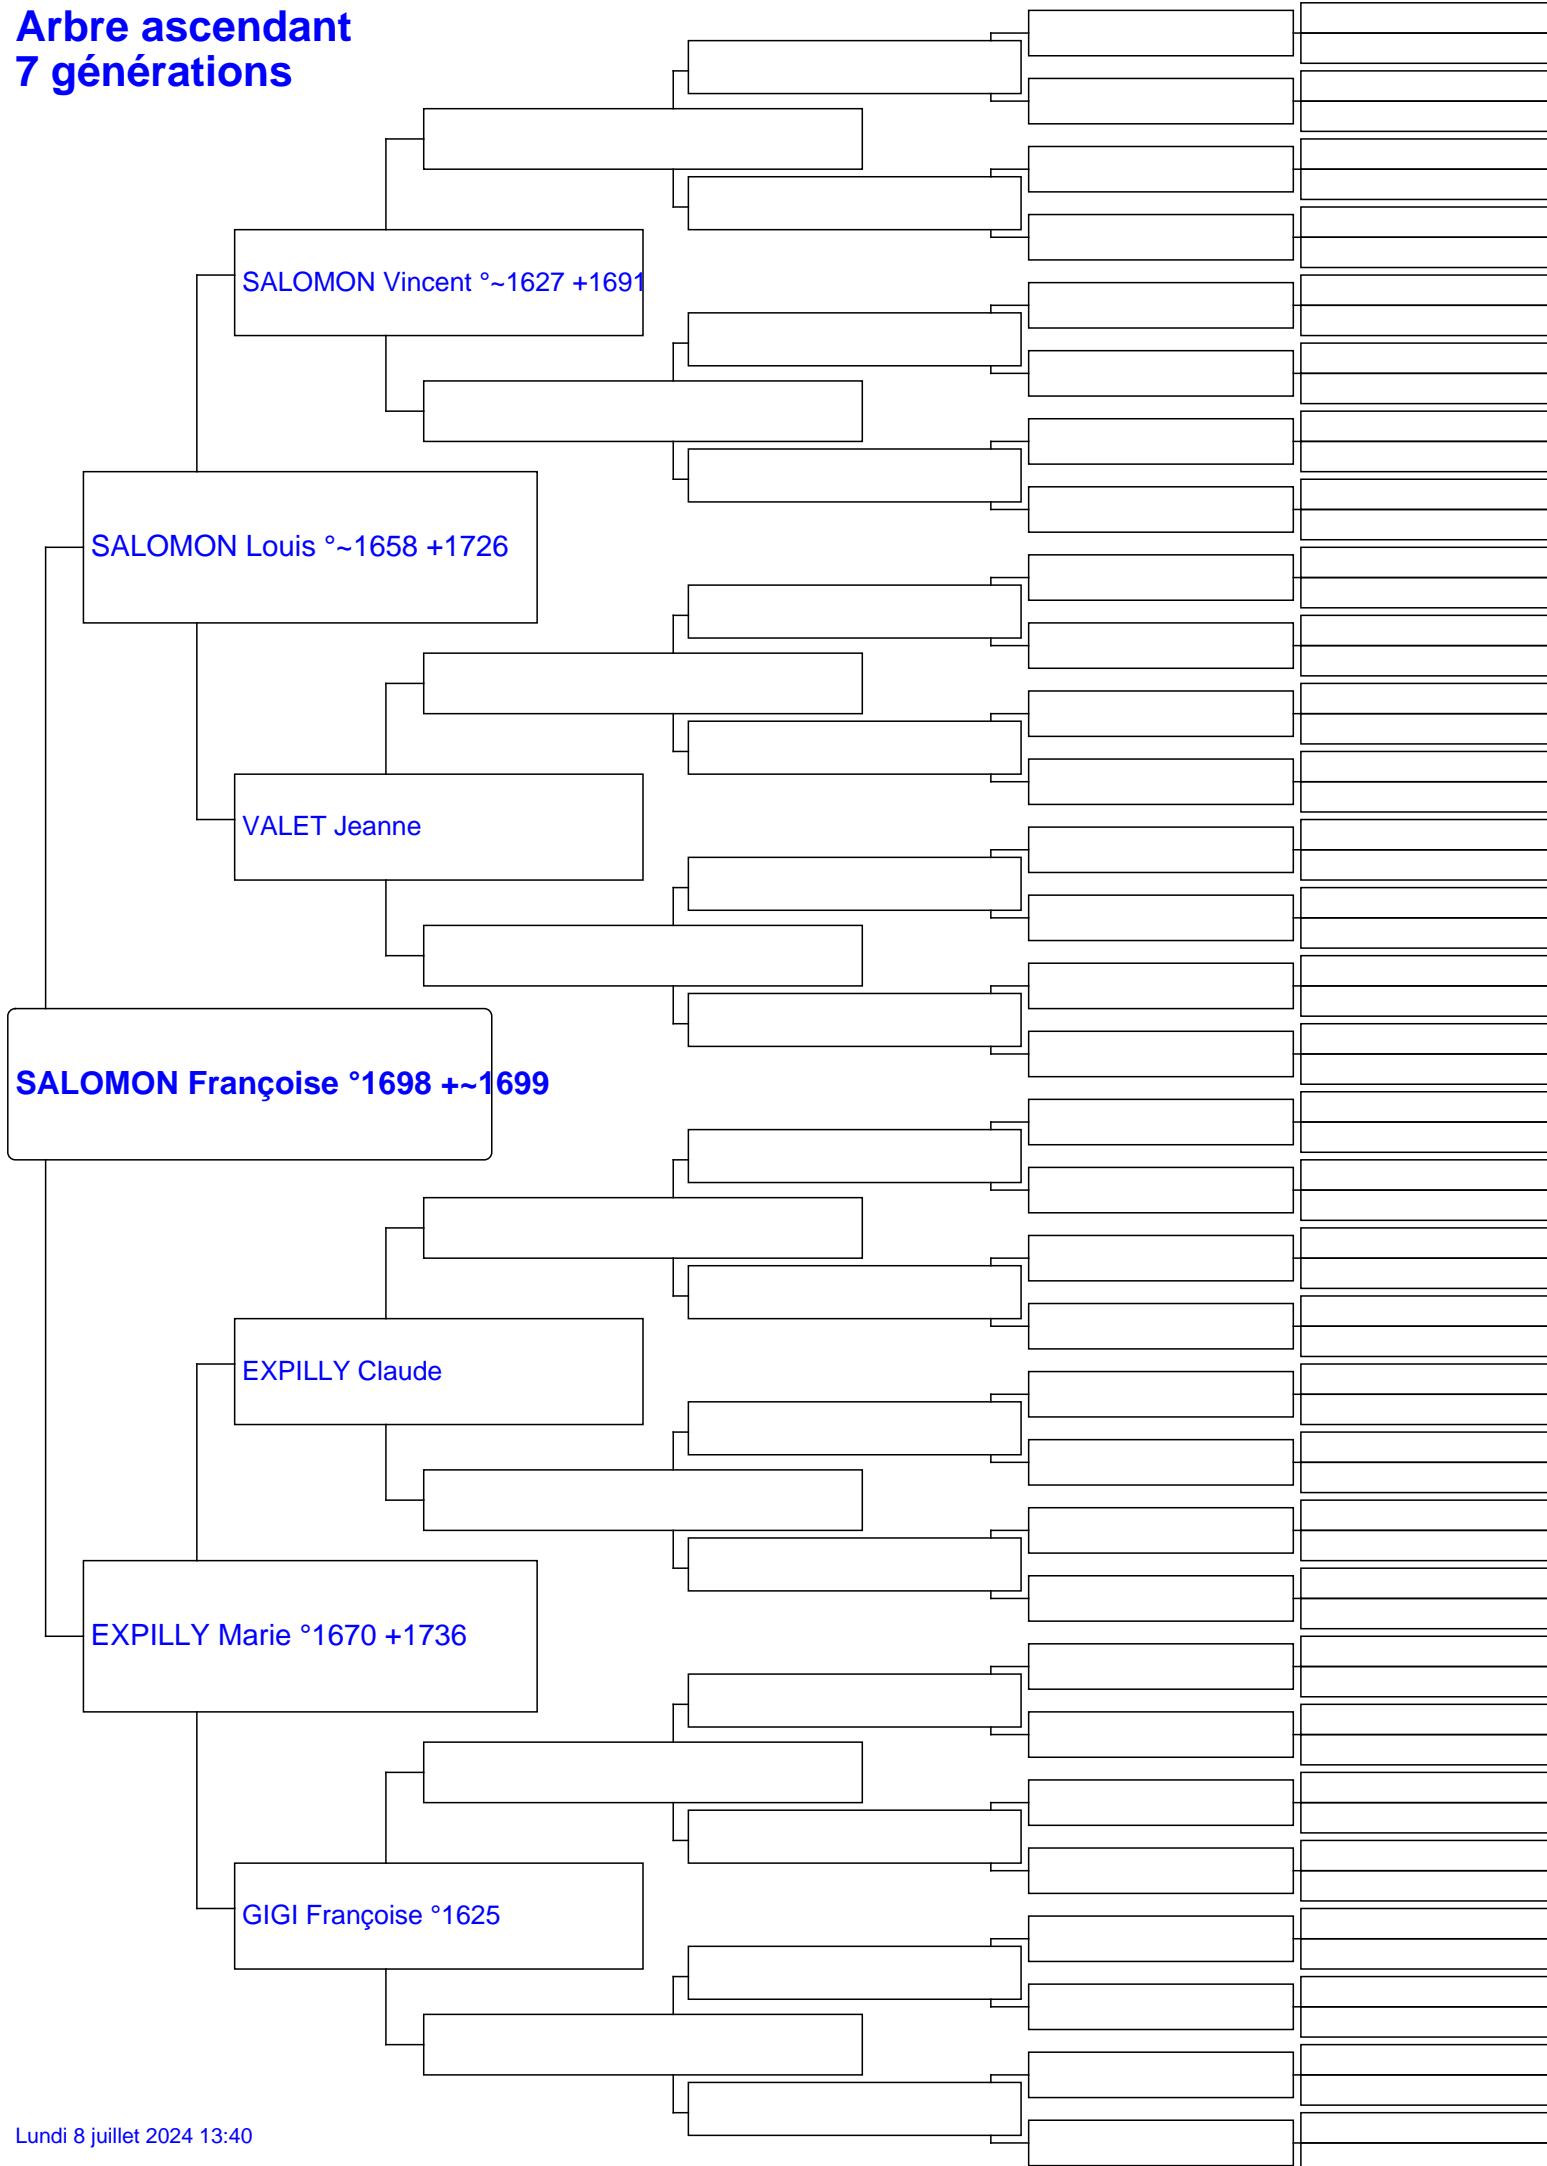 Arbre ascendant
7 générations
SALOMON Vincent °~1627 +1691
SALOMON Louis °~1658 +1726
VALET Jeanne
SALOMON Françoise °1698 +~1699
EXPILLY Claude
EXPILLY Marie °1670 +1736
GIGI Françoise °1625
Lundi 8 juillet 2024 13:40